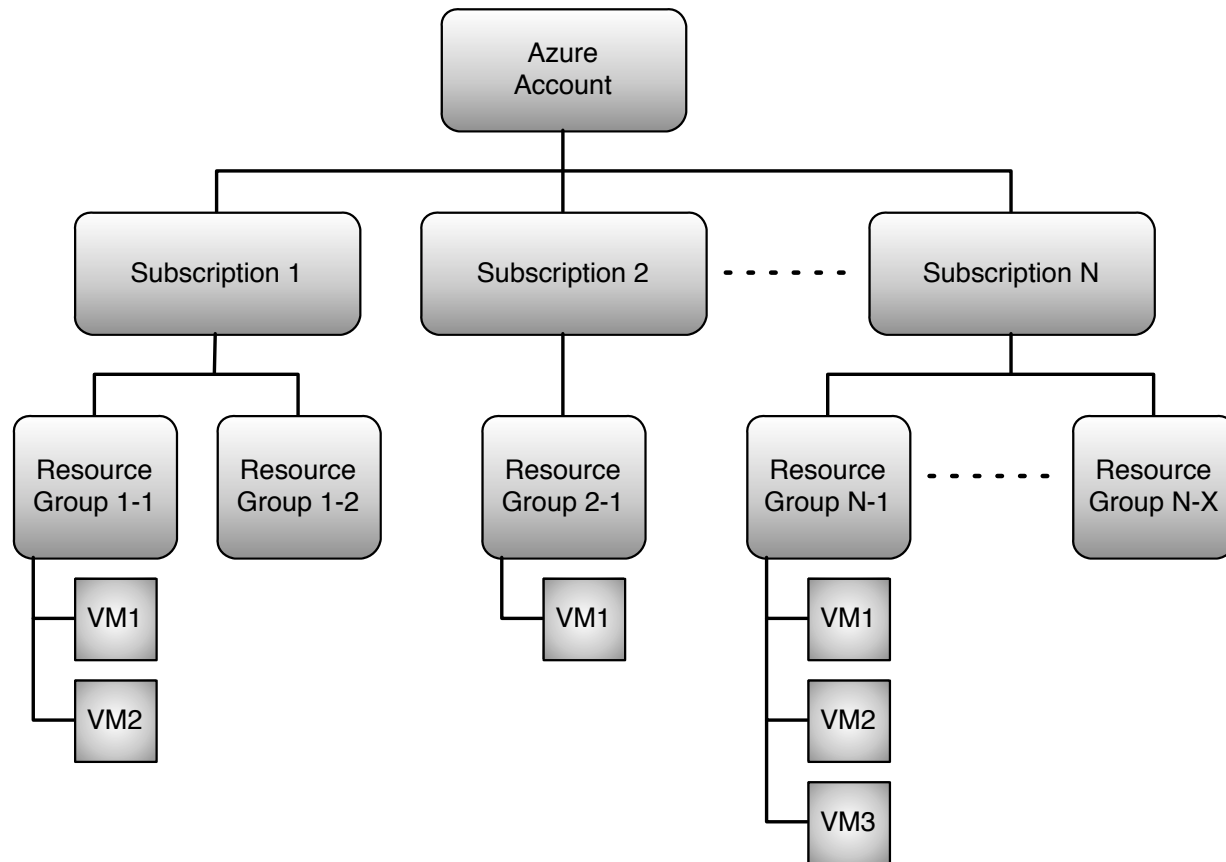 Azure
Account
Subscription 1
Subscription 2
Subscription N
Resource
Group 1-1
Resource
Group 1-2
Resource
Group 2-1
Resource
Group N-1
Resource
Group N-X
VM1
VM2
VM1
VM1
VM2
VM3